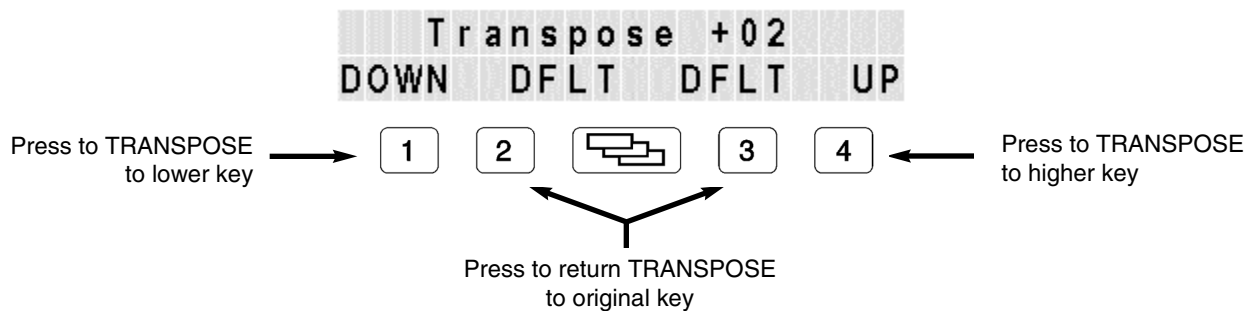 Transpose +02
DOWN DFLT DFLT UP
Press to TRANSPOSE
to lower key
1 2 3 4
Press to TRANSPOSE
to higher key
Press to return TRANSPOSE
to original key